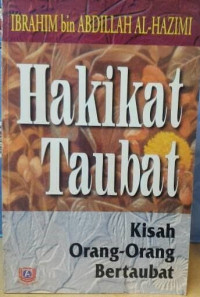 IBRAHIM bin ABDILLAH AL-HAZIMI
Hakikat
Taubat
Kisah
Orang-Orang
Bertaubat